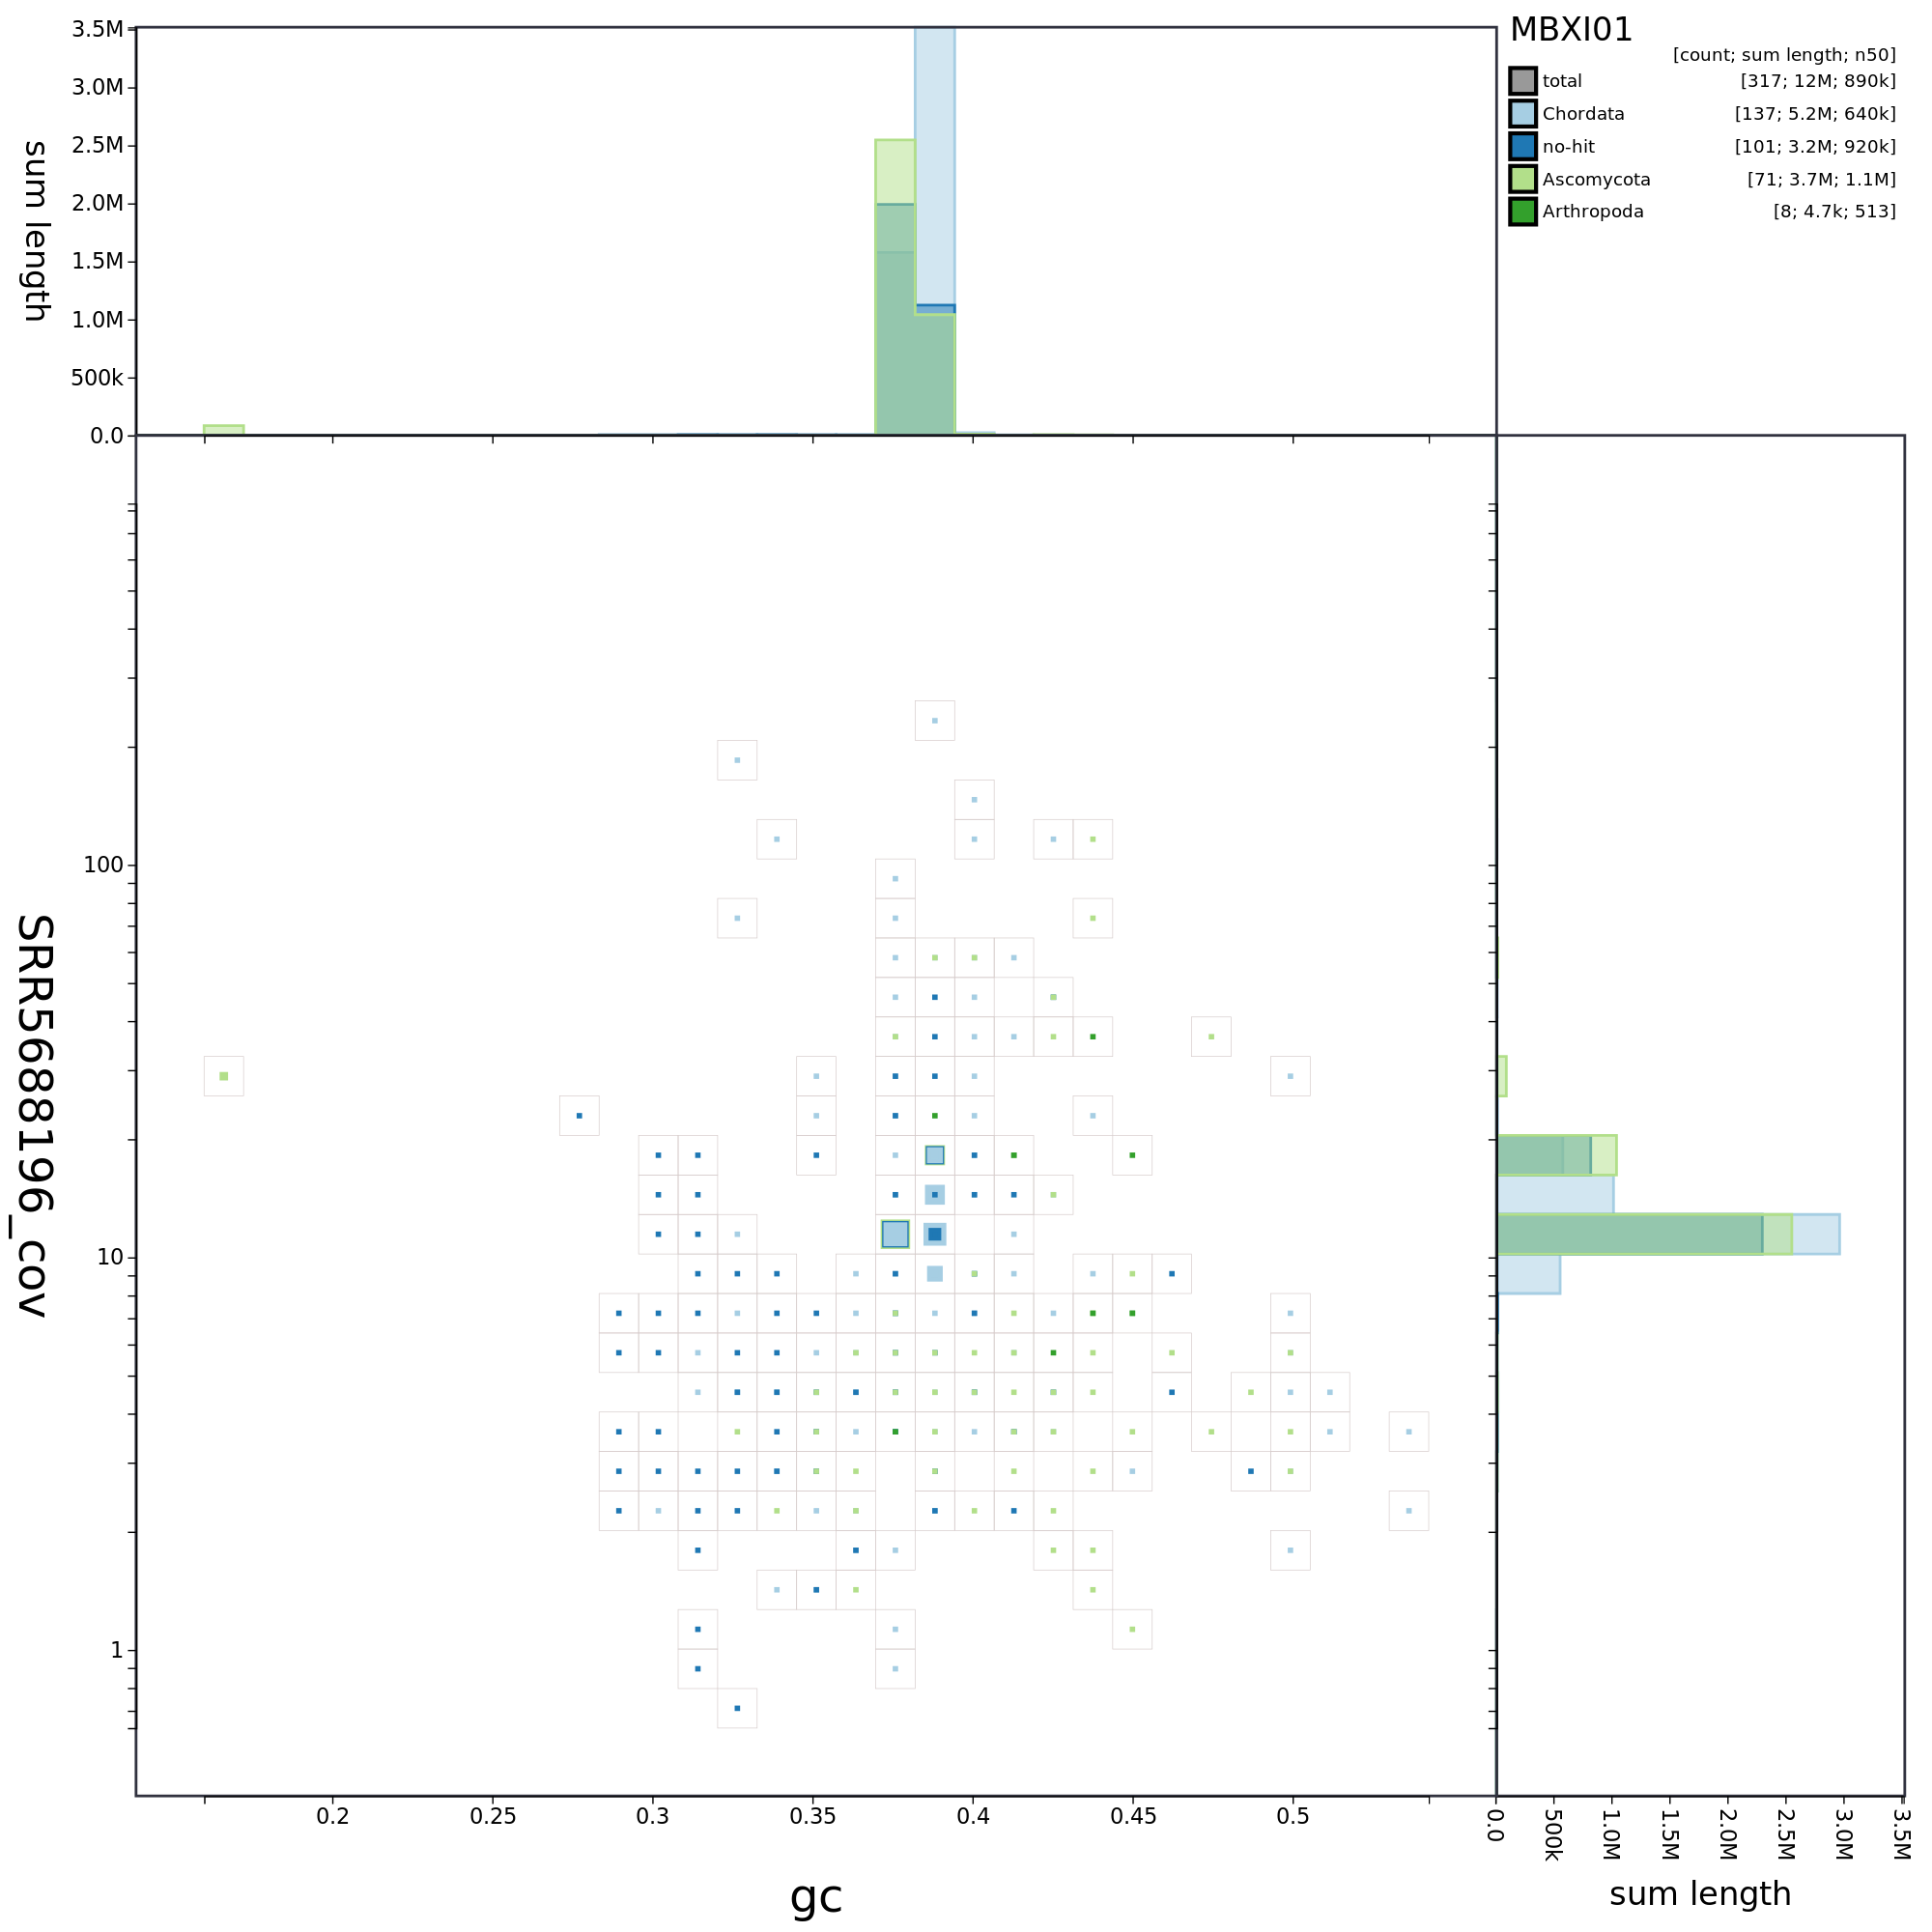 MBXI01
[count; sum length; n50]
total [317; 12M; 890k]
Chordata [137; 5.2M; 640k]
no-hit [101; 3.2M; 920k]
Ascomycota [71; 3.7M; 1.1M]
Arthropoda [8; 4.7k; 513]
sum length
3.5M
3.0M
2.5M
2.0M
1.5M
1.0M
500k
0.0
SRR5688196_cov
100
10
1
0.2 0.25 0.3 0.35 0.4 0.45 0.5
gc
0.0 500k 1.0M 1.5M 2.0M 2.5M 3.0M 3.5M
sum length